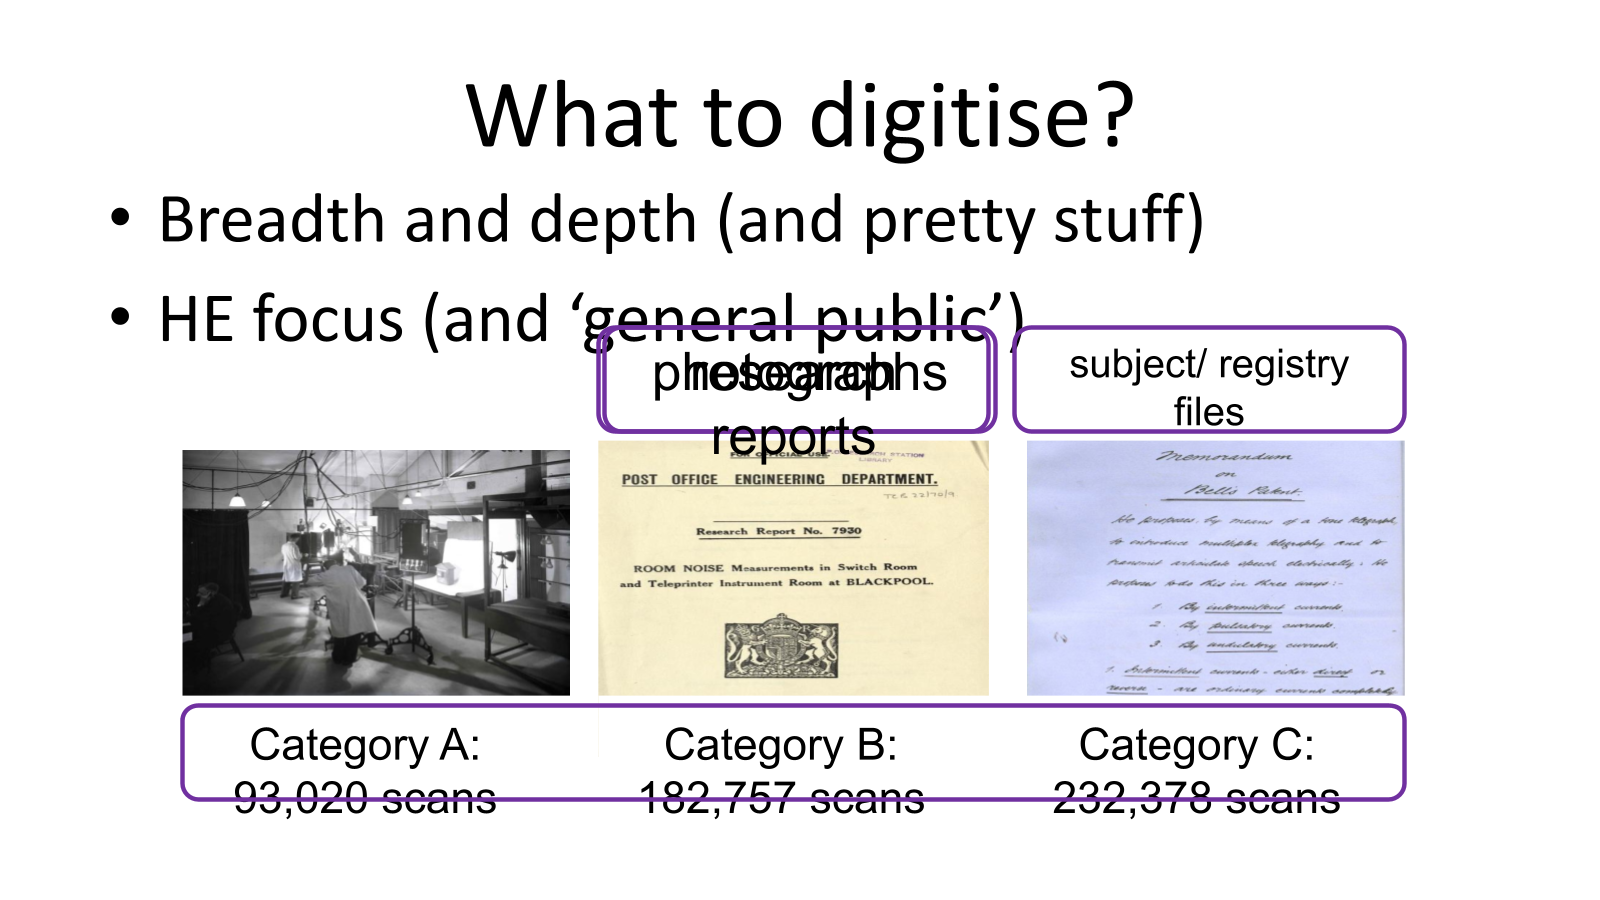 What to digitise?
• Breadth and depth (and pretty stuff)
• HE focus (and ‘general public’)
photographs
research
reports
subject/ registry
files
FOR OFFICIAL USE.
STATION
LIBRARY
POST OFFICE ENGINEERING DEPARTMENT.
Research Report No. 7930
ROOM NOISE Measurements in Switch Room
and Teleprinter Instrument Room at BLACKPOOL.
Memorandum
on
Bell's Patent.
He proposes, by means of a tone telegraph,
to introduce multiplex telegraphy and to
transmit articulate speech electrically. He
proposes to do this in three ways:-
1. By intermittent currents.
2. By pulsatory currents.
3. By undulatory currents.
1. Intermittent currents - either direct or
reverse - are ordinary currents completely
Category A:
93,020 scans
Category B:
182,757 scans
Category C:
232,378 scans